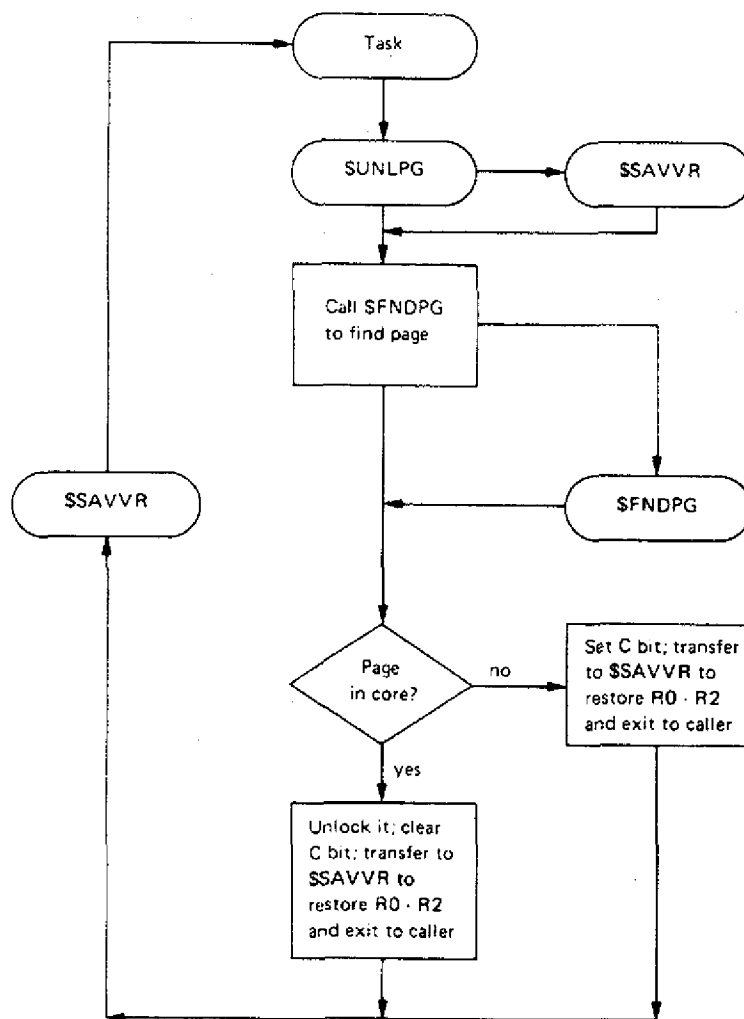 Task
$UNLPG
$SAVVR
Call $FNDPG
to find page
$SAVVR
$FNDPG
Page
in core?
no
Set C bit; transfer
to $SAVVR to
restore R0 - R2
and exit to caller
yes
Unlock it; clear
C bit; transfer to
$SAVVR to
restore R0 - R2
and exit to caller